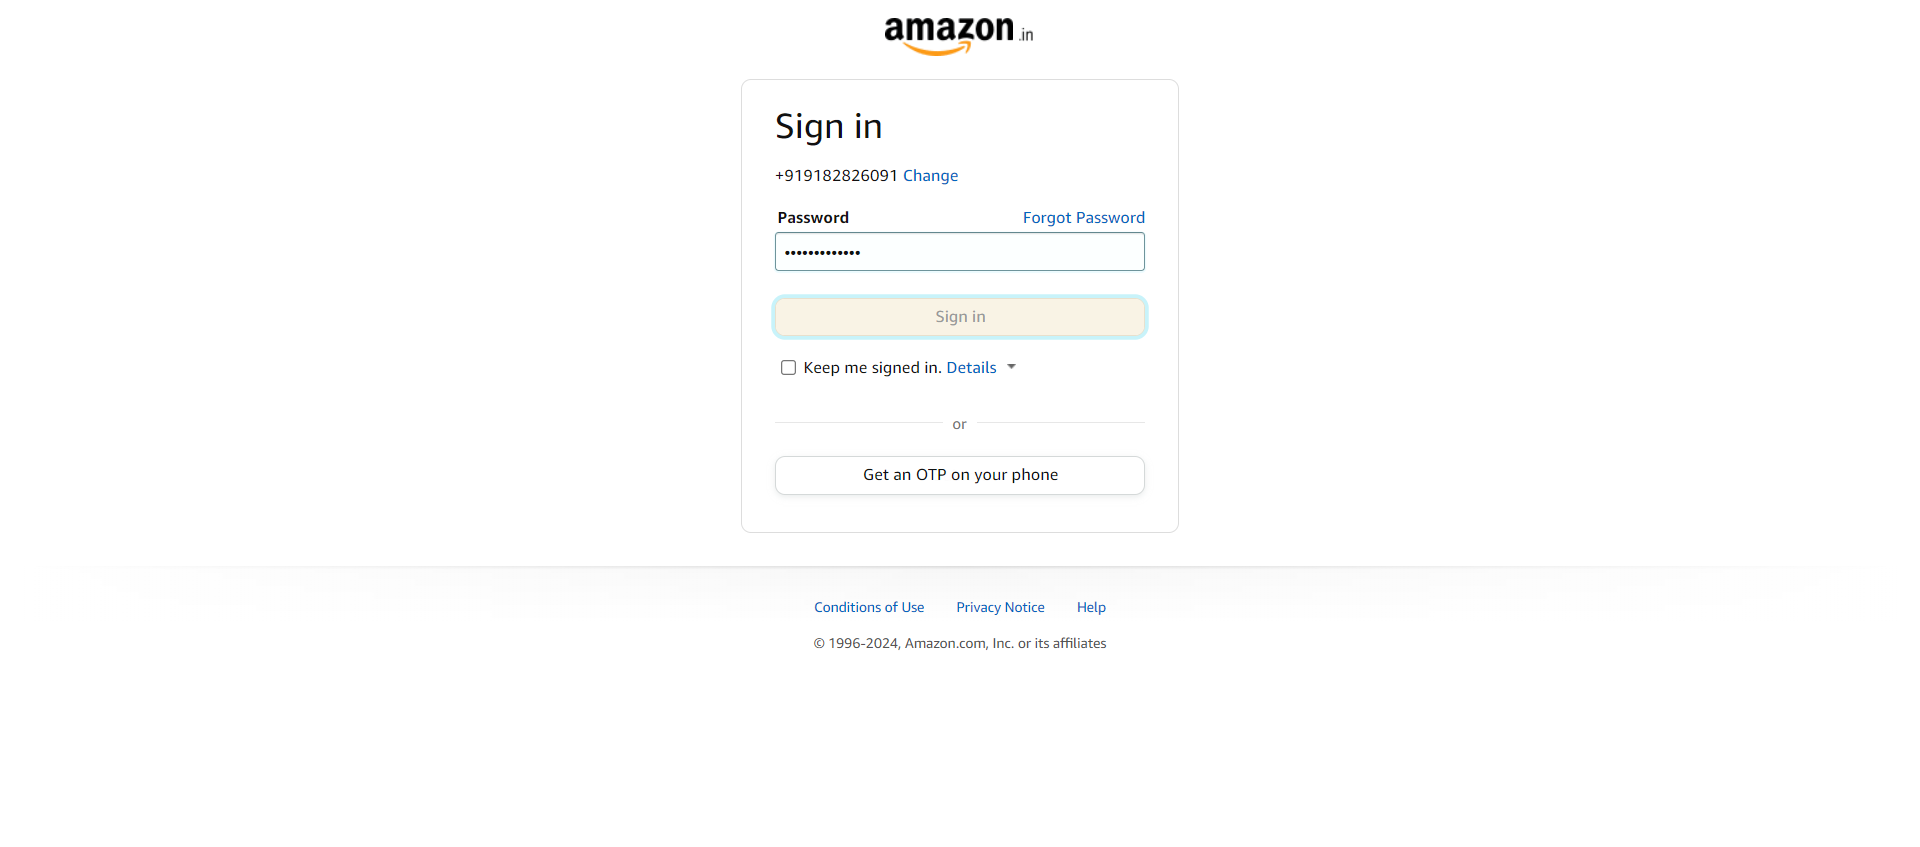 amazon.in
Sign in
+919182826091 Change
Password Forgot Password
•••••••••••••
Sign in
Keep me signed in. Details
or
Get an OTP on your phone
Conditions of Use Privacy Notice Help
© 1996-2024, Amazon.com, Inc. or its affiliates